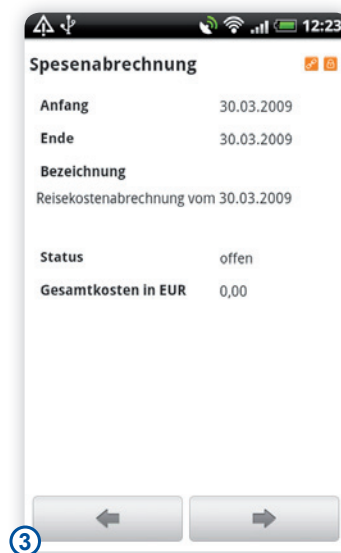 12:23
Spesenabrechnung
Anfang 30.03.2009
Ende 30.03.2009
Bezeichnung
Reisekostenabrechnung vom 30.03.2009
Status offen
Gesamtkosten in EUR 0,00
3